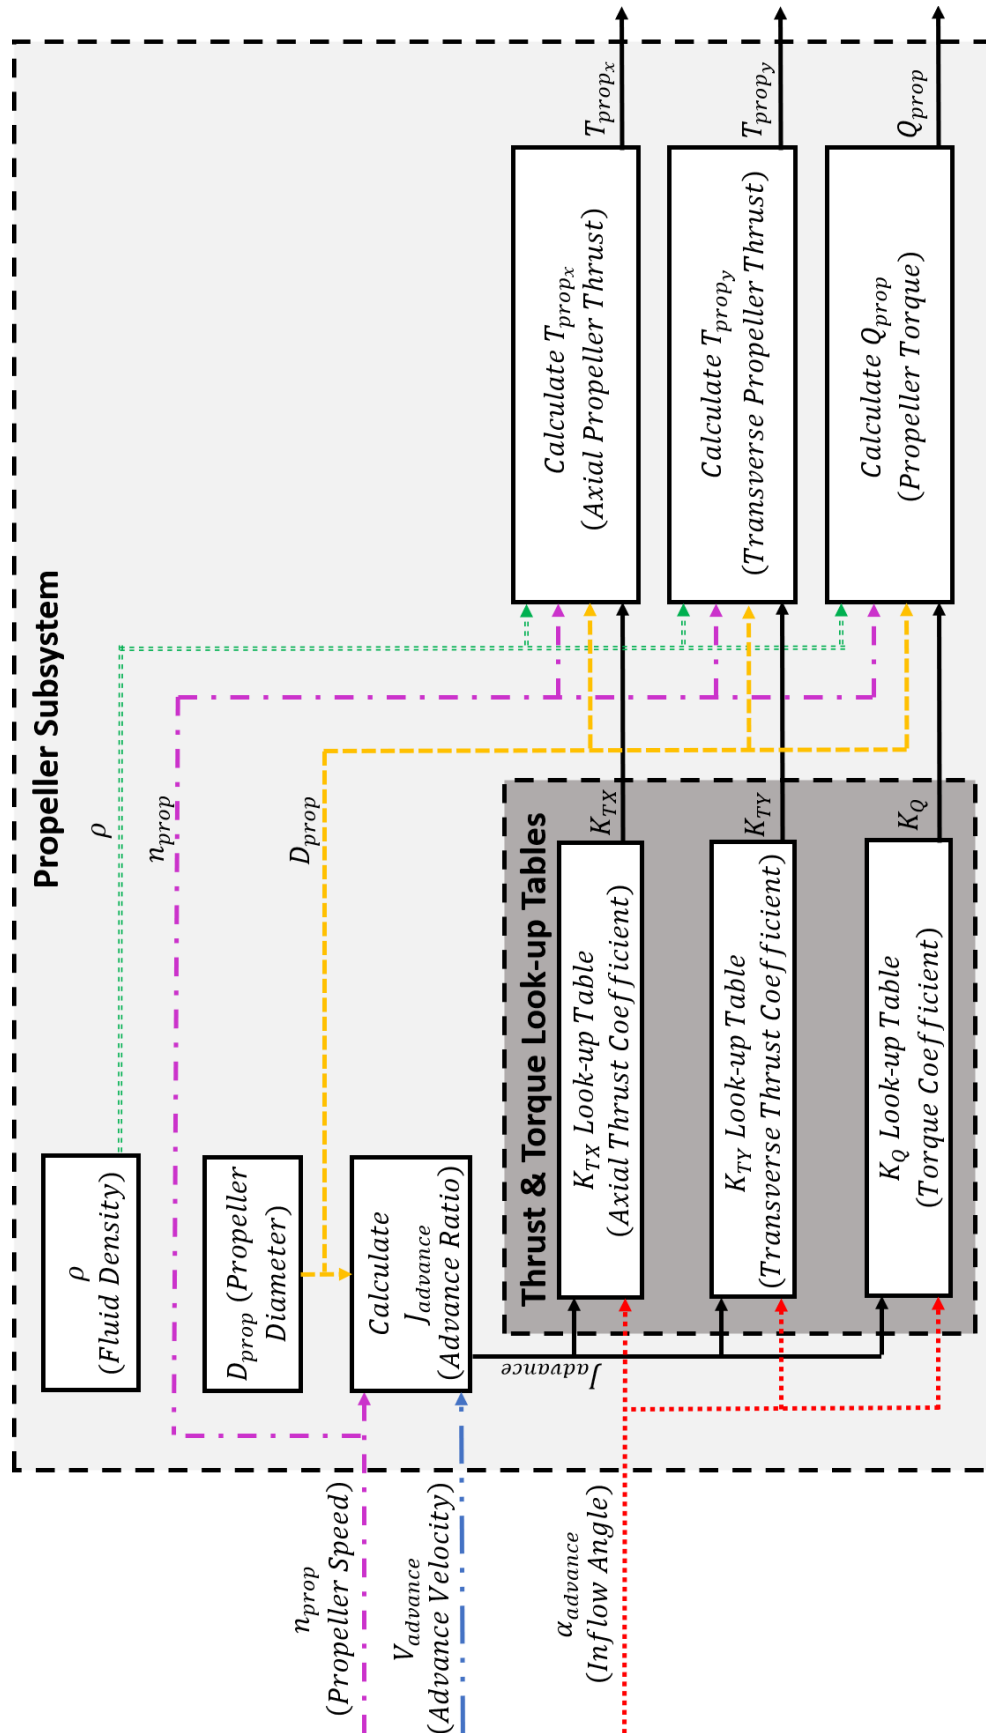 Propeller Subsystem
ρ
(Fluid Density)
ρ
n_prop
D_prop (Propeller
Diameter)
D_prop
n_prop
(Propeller Speed)
V_advance
(Advance Velocity)
Calculate
J_advance
(Advance Ratio)
J_advance
α_advance
(Inflow Angle)
Thrust & Torque Look-up Tables
K_TX Look-up Table
(Axial Thrust Coefficient)
K_TX
K_TY Look-up Table
(Transverse Thrust Coefficient)
K_TY
K_Q Look-up Table
(Torque Coefficient)
K_Q
Calculate T_prop_x
(Axial Propeller Thrust)
T_prop_x
Calculate T_prop_y
(Transverse Propeller Thrust)
T_prop_y
Calculate Q_prop
(Propeller Torque)
Q_prop